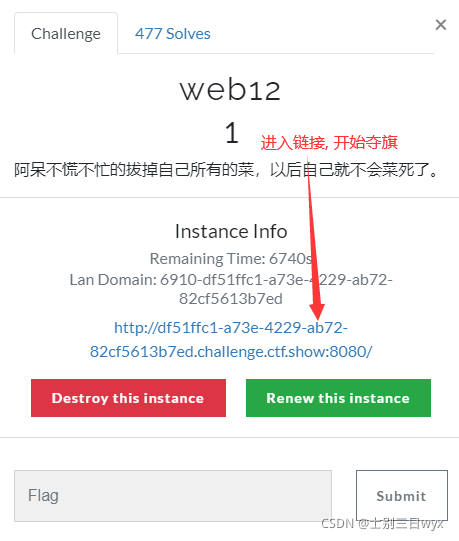 Challenge 477 Solves ×
web12
1
进入链接, 开始夺旗
阿呆不慌不忙的拔掉自己所有的菜，以后自己就不会菜死了。
Instance Info
Remaining Time: 6740s
Lan Domain: 6910-df51ffc1-a73e-4229-ab72-
82cf5613b7ed
http://df51ffc1-a73e-4229-ab72-
82cf5613b7ed.challenge.ctf.show:8080/
Destroy this instance Renew this instance
Flag Submit
CSDN @士别三日wyx